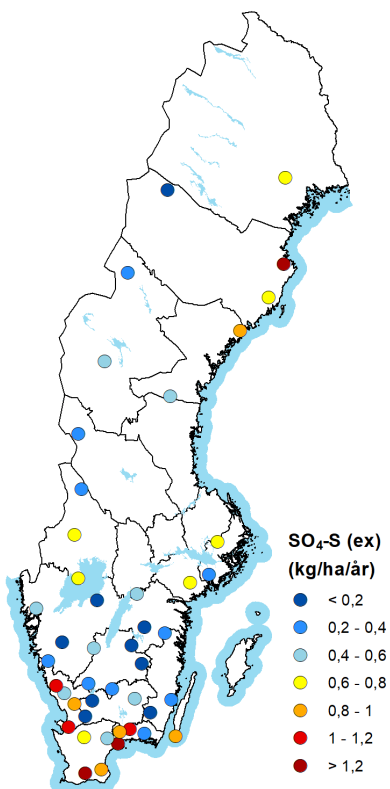 SO₄-S (ex)
(kg/ha/år)
< 0,2
0,2 - 0,4
0,4 - 0,6
0,6 - 0,8
0,8 - 1
1 - 1,2
> 1,2